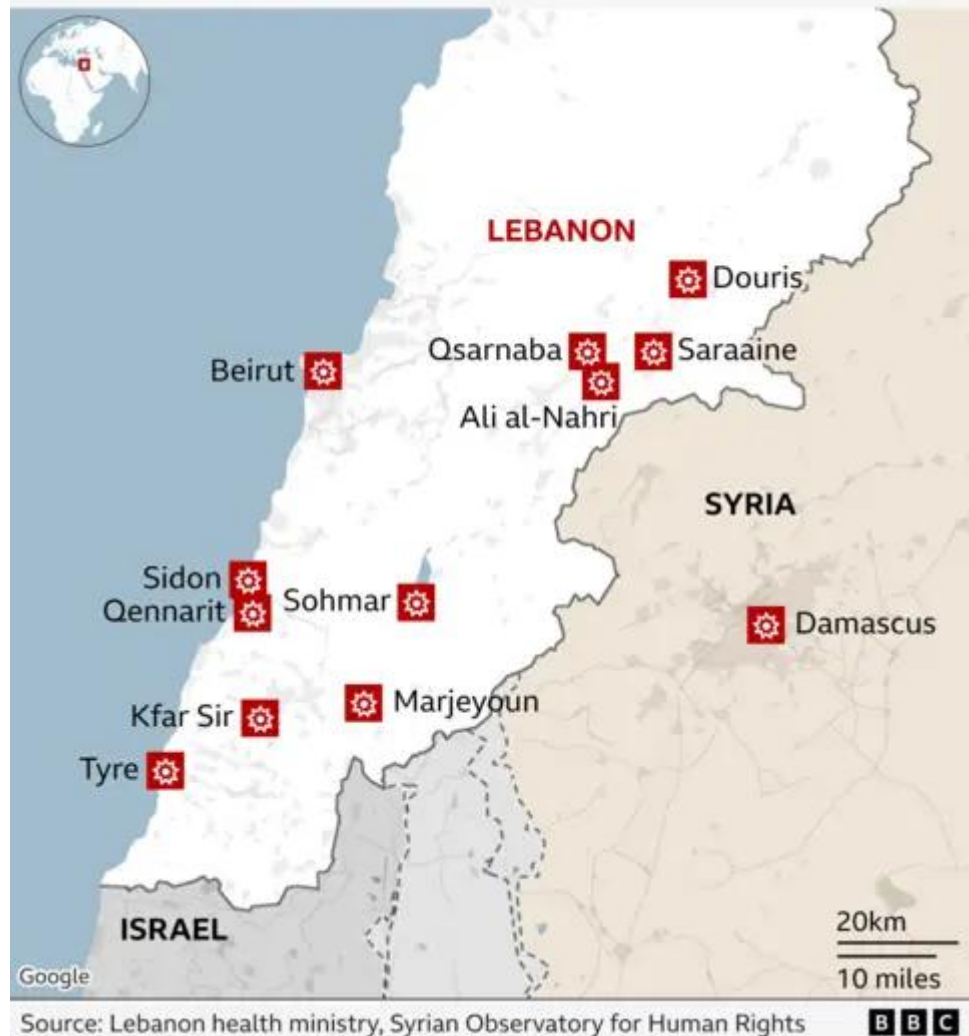 LEBANON
Douris
Qsarnaba
Saraaine
Beirut
Ali al-Nahri
SYRIA
Sidon
Qennarit
Sohmar
Damascus
Marjeyoun
Kfar Sir
Tyre
ISRAEL
20km
10 miles
Google
Source: Lebanon health ministry, Syrian Observatory for Human Rights
BBC